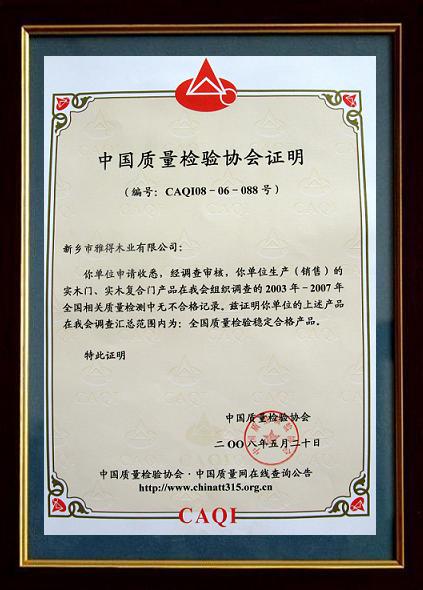 中国质量检验协会证明
（编号：CAQI08－06－088号）
新乡市雅得木业有限公司：
你单位申请收悉，经调查审核，你单位生产（销售）的
实木门、实木复合门产品在我会组织调查的2003年－2007年
全国相关质量检测中无不合格记录。兹证明你单位的上述产品
在我会调查汇总范围内为：全国质量检验稳定合格产品。
特此证明
中国质量检验协会
二OO八年五月二十日
中国质量检验协会·中国质量网在线查询公告
http://www.chinatt315.org.cn
CAQI